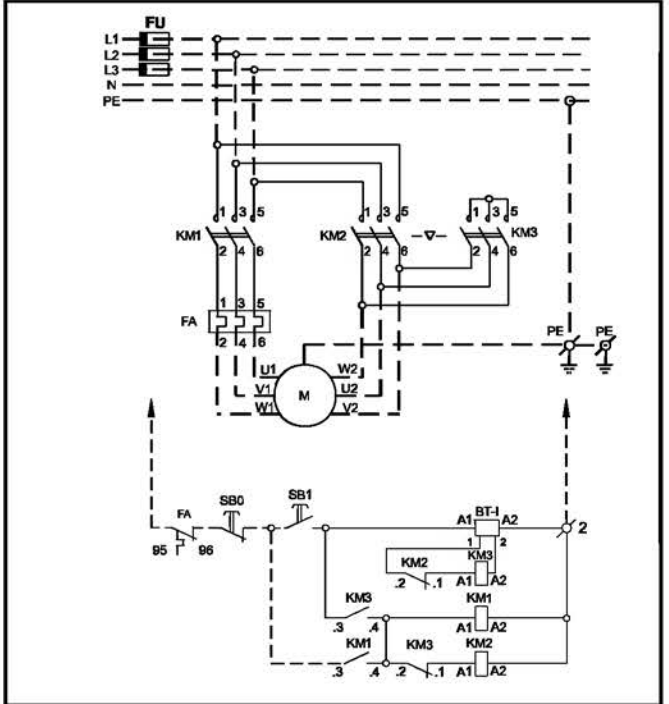 FU
L1
L2
L3
N
PE
1 3 5 1 3 5 1 3 5
KM1 KM2 KM3
2 4 6 2 4 6 2 4 6
1 3 5
FA
2 4 6
PE PE
U1 W2
V1 M U2
W1 V2
FA SB0 SB1 BT-I
A1 A2 2
95 96
1 2
KM2 KM3
.2 .1 A1 A2
KM3 KM1
.3 .4 A1 A2
KM1 KM3 KM2
.3 .4 .2 .1 A1 A2